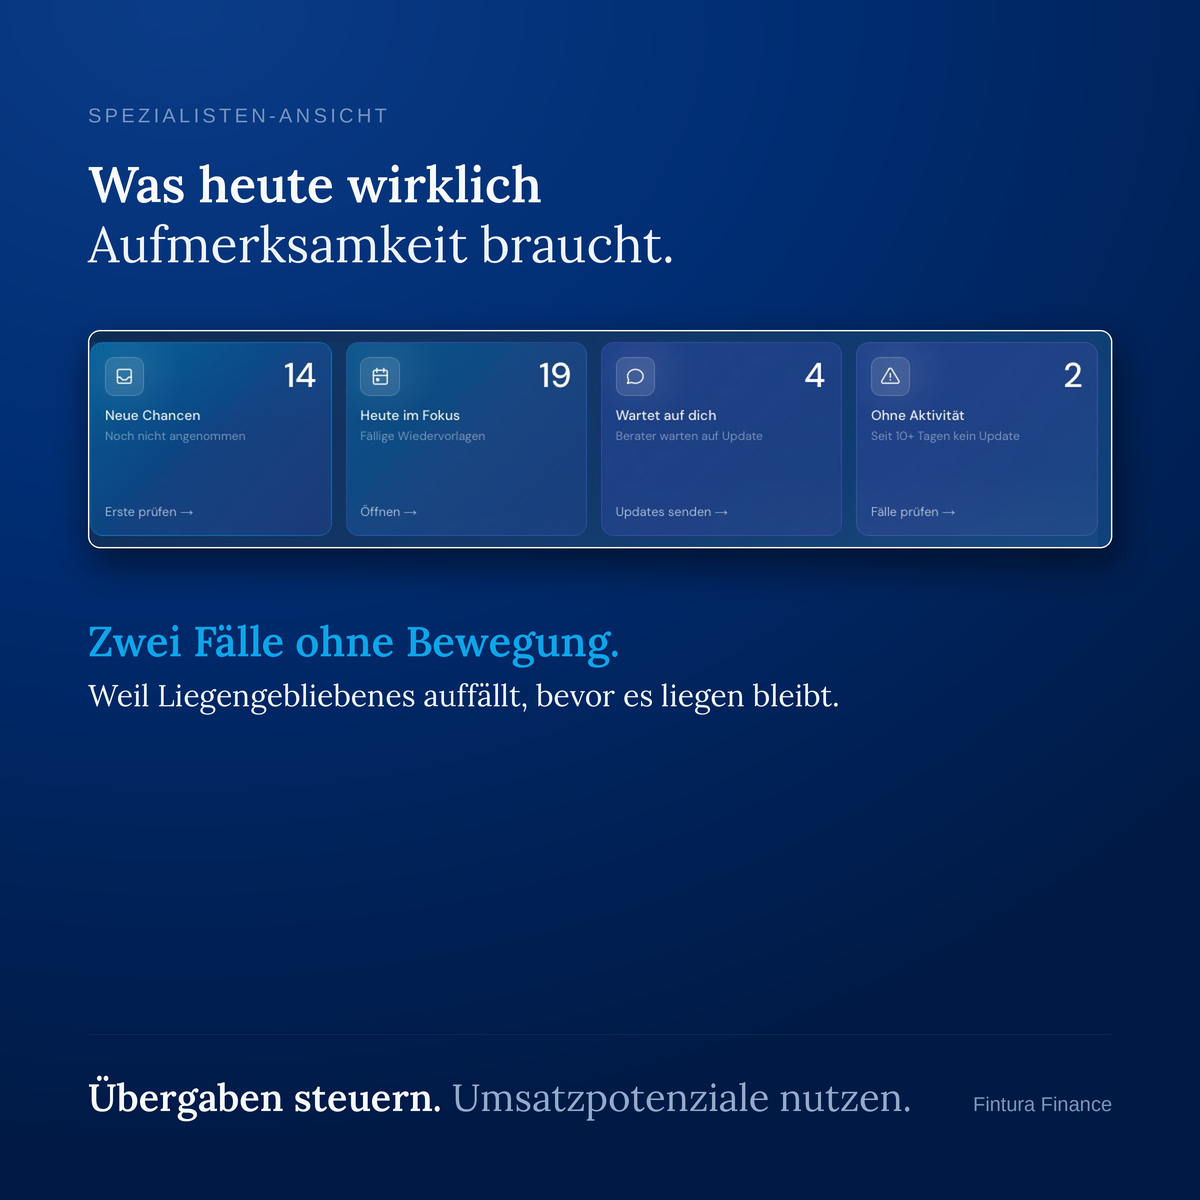 SPEZIALISTEN-ANSICHT
Was heute wirklich
Aufmerksamkeit braucht.
14
Neue Chancen
Noch nicht angenommen
Erste prüfen →
19
Heute im Fokus
Fällige Wiedervorlagen
Öffnen →
4
Wartet auf dich
Berater warten auf Update
Updates senden →
2
Ohne Aktivität
Seit 10+ Tagen kein Update
Fälle prüfen →
Zwei Fälle ohne Bewegung.
Weil Liegengebliebenes auffällt, bevor es liegen bleibt.
Übergaben steuern. Umsatzpotenziale nutzen.
Fintura Finance